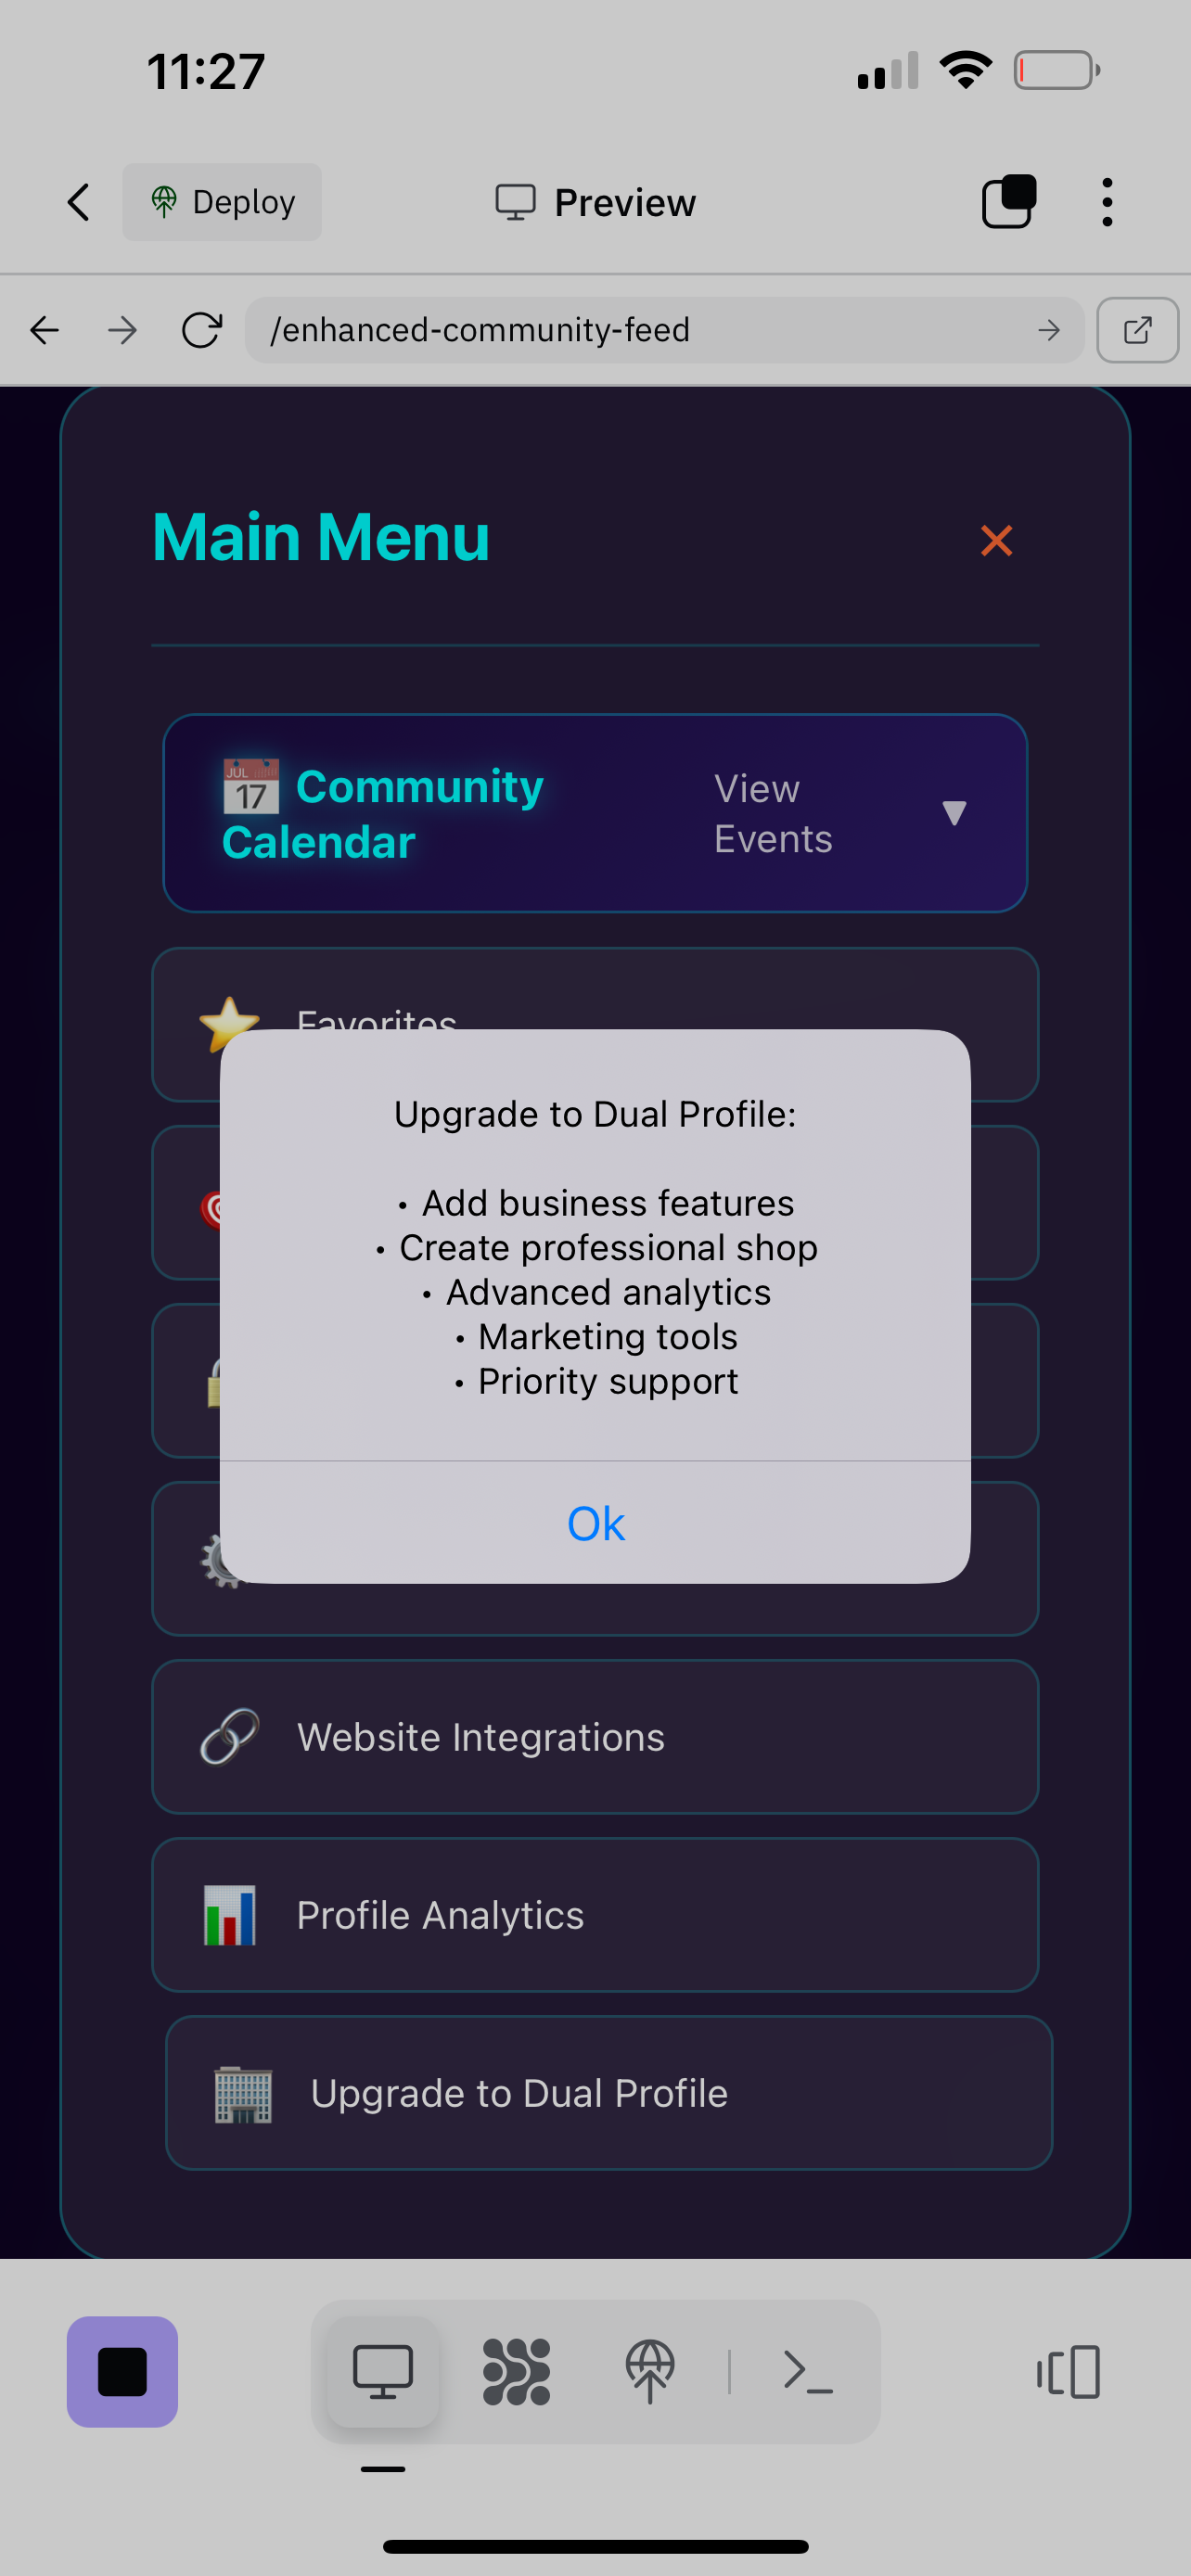 11:27
Deploy
Preview
/enhanced-community-feed
Main Menu
JUL
17
Community
Calendar
View
Events
Favorites
Upgrade to Dual Profile:
• Add business features
• Create professional shop
• Advanced analytics
• Marketing tools
• Priority support
Ok
Website Integrations
Profile Analytics
Upgrade to Dual Profile